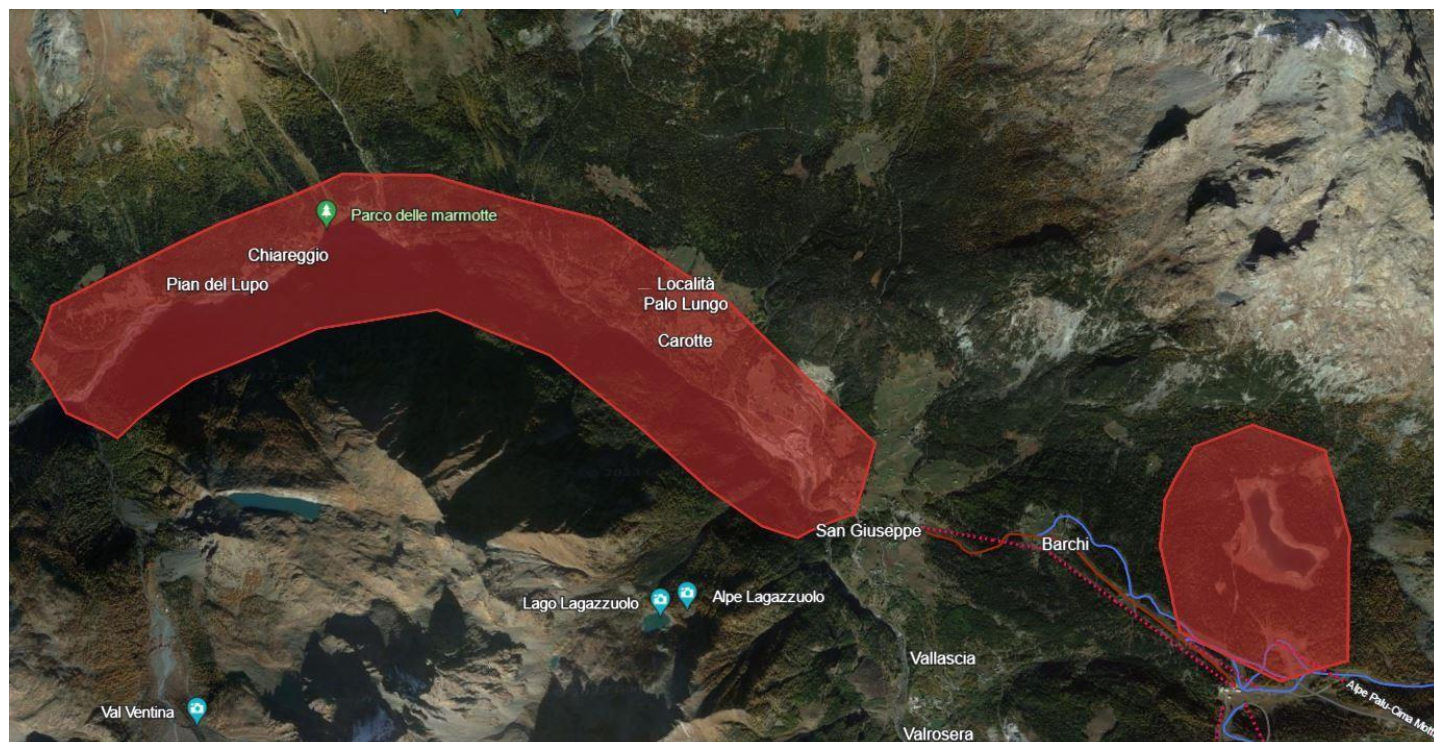 Parco delle marmotte
Chiareggio
Pian del Lupo
Località
Palo Lungo
Carotte
San Giuseppe
Barchi
Lago Lagazzuolo
Alpe Lagazzuolo
Vallascia
Alpe Palù-Cima Mott
Val Ventina
Valrosera